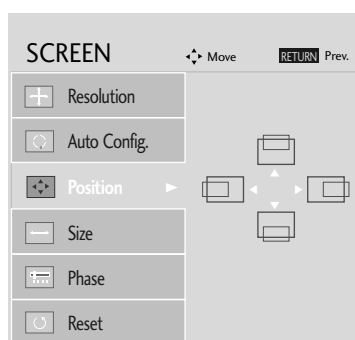 SCREEN Move RETURN Prev.
Resolution
Auto Config.
Position
Size
Phase
Reset